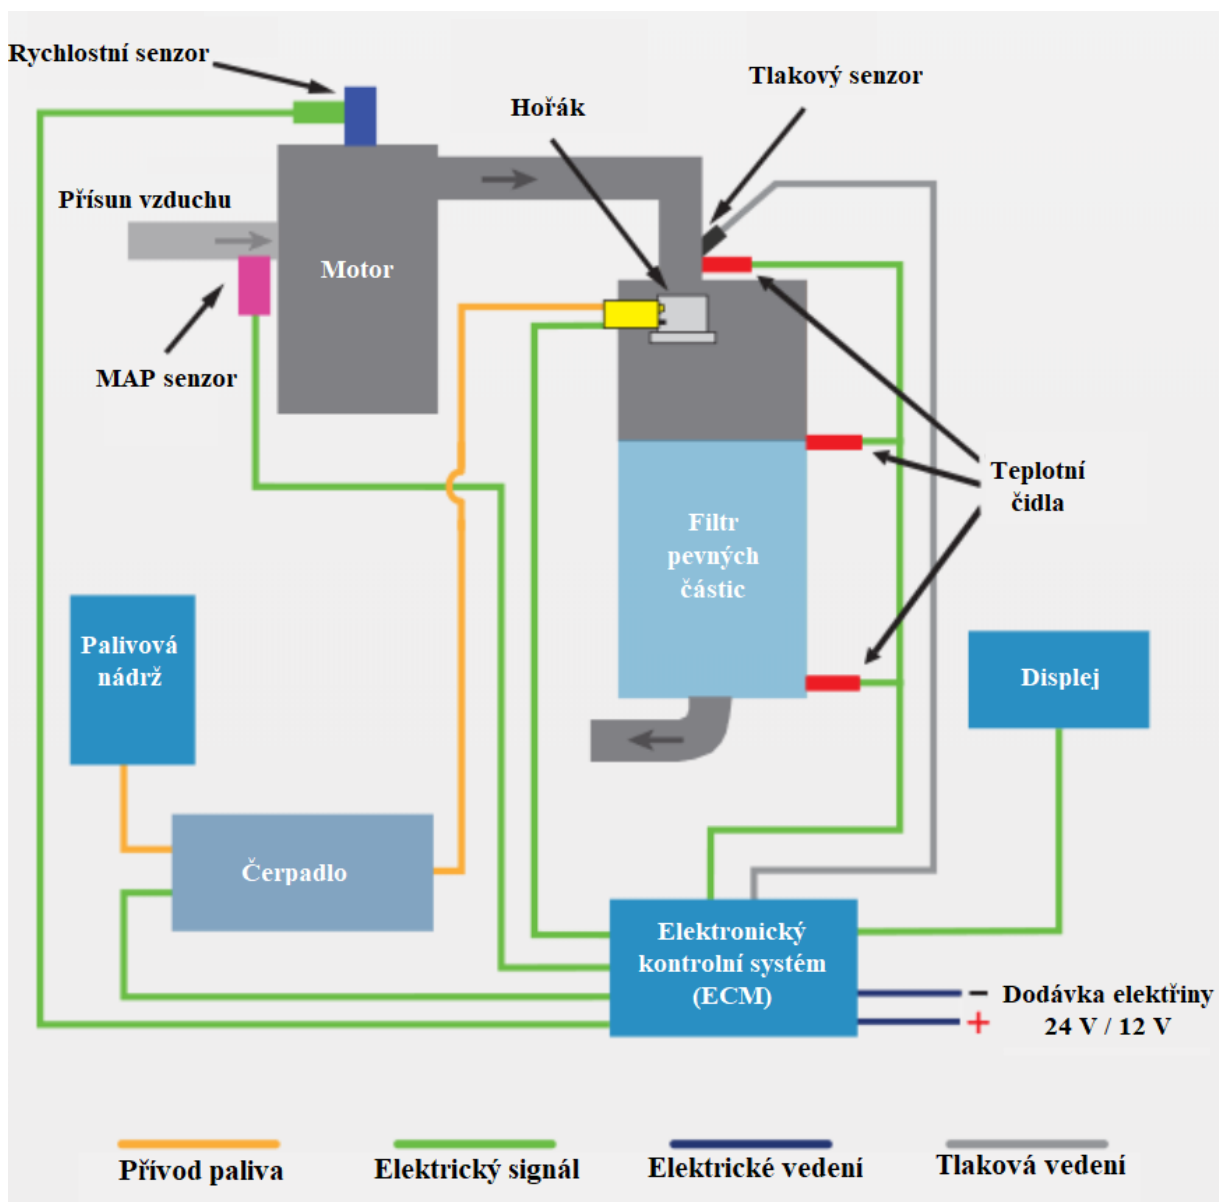 Rychlostní senzor
Tlakový senzor
Hořák
Přísun vzduchu
Motor
MAP senzor
Teplotní
čidla
Filtr
pevných
částic
Palivová
nádrž
Displej
Čerpadlo
Elektronický
kontrolní systém
(ECM)
Dodávka elektřiny
24 V / 12 V
Přívod paliva
Elektrický signál
Elektrické vedení
Tlaková vedení